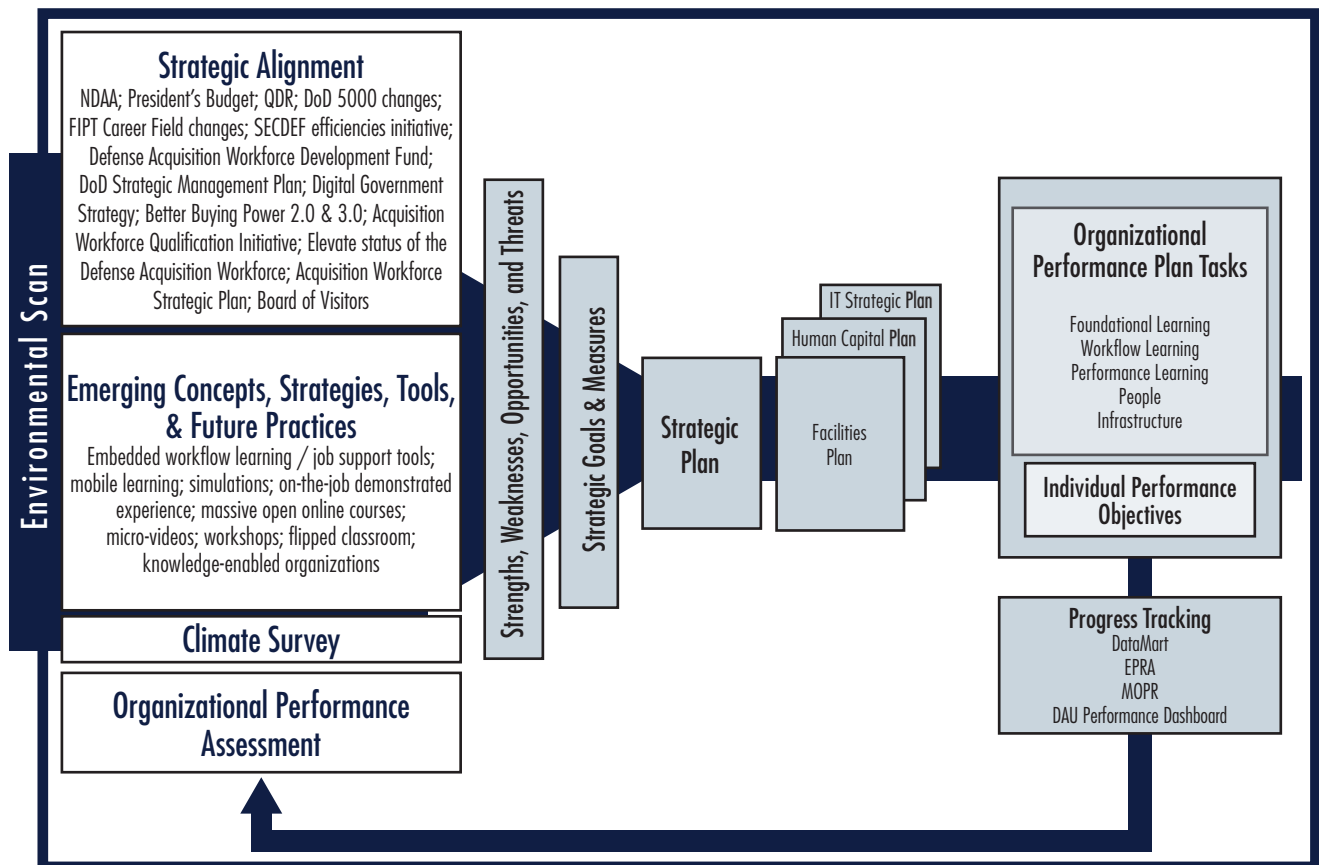 Environmental Scan
Strategic Alignment
NDAA; President’s Budget; QDR; DoD 5000 changes;
FIPT Career Field changes; SECDEF efficiencies initiative;
Defense Acquisition Workforce Development Fund;
DoD Strategic Management Plan; Digital Government
Strategy; Better Buying Power 2.0 & 3.0; Acquisition
Workforce Qualification Initiative; Elevate status of the
Defense Acquisition Workforce; Acquisition Workforce
Strategic Plan; Board of Visitors
Emerging Concepts, Strategies, Tools,
& Future Practices
Embedded workflow learning / job support tools;
mobile learning; simulations; on-the-job demonstrated
experience; massive open online courses;
micro-videos; workshops; flipped classroom;
knowledge-enabled organizations
Climate Survey
Organizational Performance
Assessment
Strengths, Weaknesses, Opportunities, and Threats
Strategic Goals & Measures
Strategic
Plan
IT Strategic Plan
Human Capital Plan
Facilities
Plan
Organizational
Performance Plan Tasks
Foundational Learning
Workflow Learning
Performance Learning
People
Infrastructure
Individual Performance
Objectives
Progress Tracking
DataMart
EPRA
MOPR
DAU Performance Dashboard